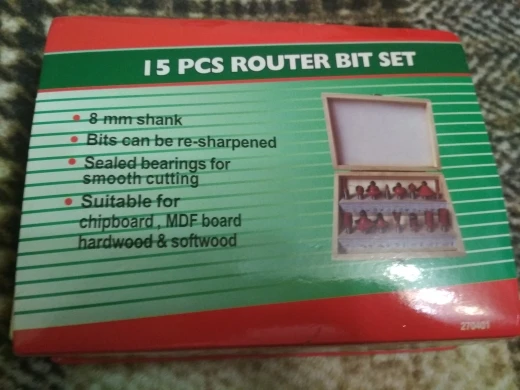 15 PCS ROUTER BIT SET
8 mm shank
Bits can be re-sharpened
Sealed bearings for
smooth cutting
Suitable for
chipboard , MDF board
hardwood & softwood